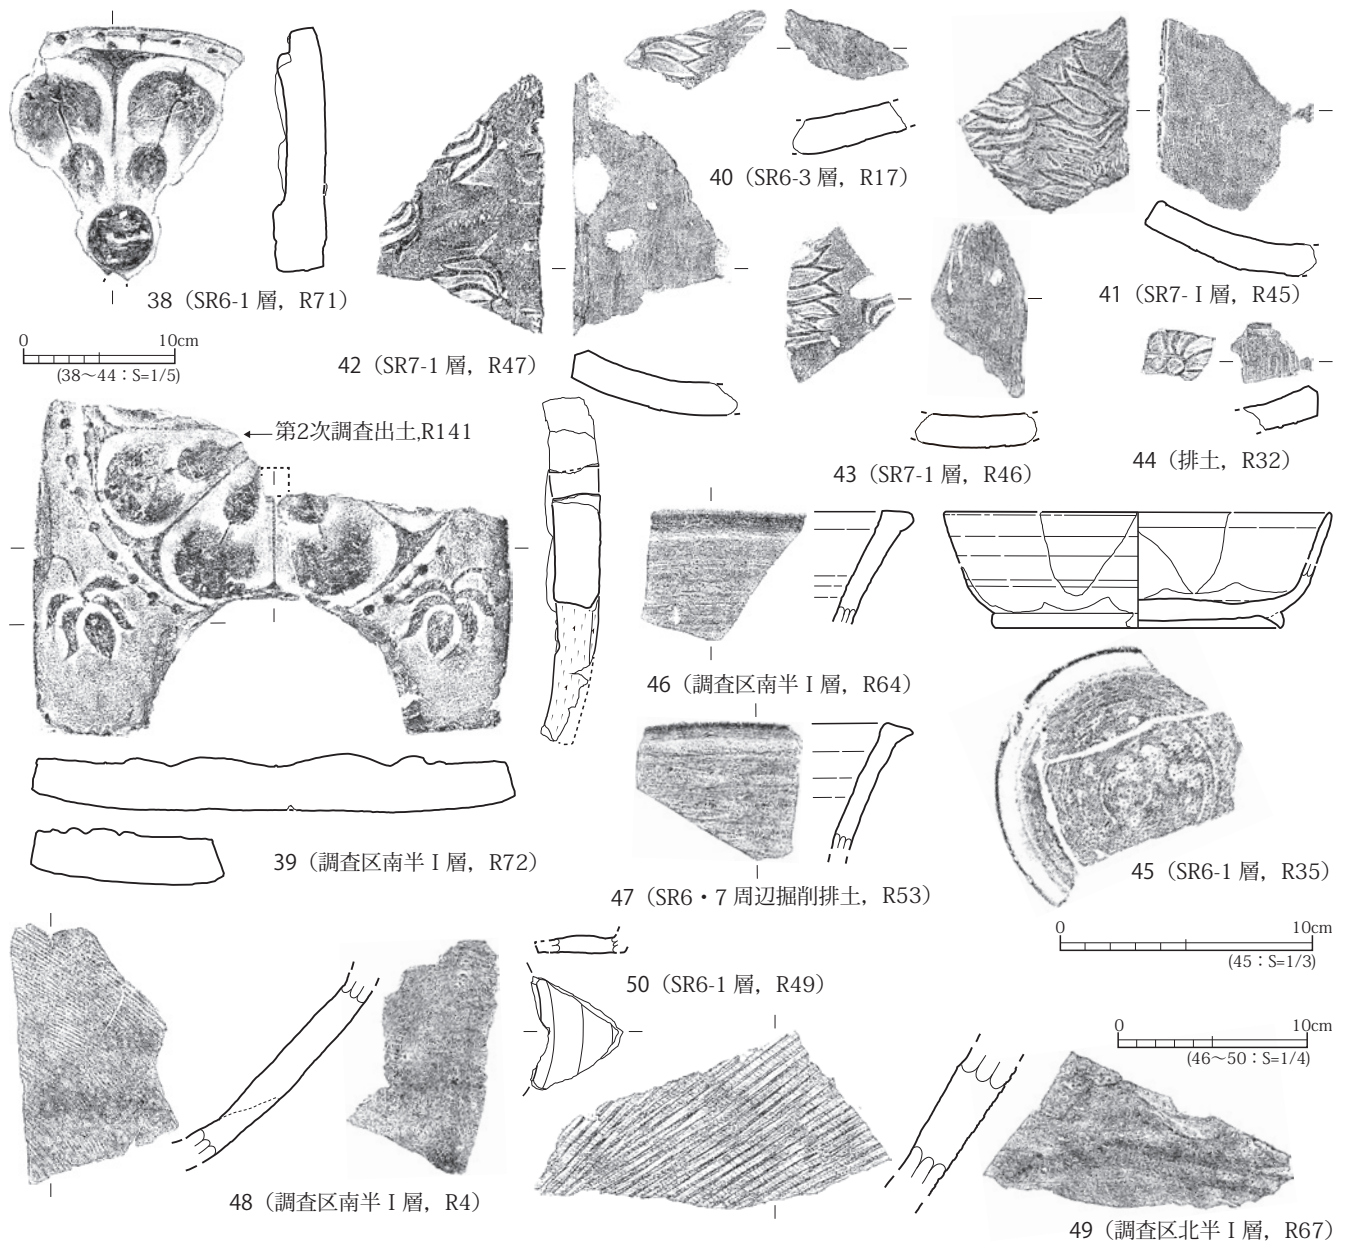 38（SR6-1 層，R71）
0 10cm
(38〜44：S=1/5)
40（SR6-3 層，R17）
41（SR7-Ⅰ層，R45）
42（SR7-1 層，R47）
43（SR7-1 層，R46）
44（排土，R32）
第2次調査出土,R141
39（調査区南半Ⅰ層，R72）
46（調査区南半Ⅰ層，R64）
47（SR6・7 周辺掘削排土，R53）
45（SR6-1 層，R35）
0 10cm
(45：S=1/3)
50（SR6-1 層，R49）
0 10cm
(46〜50：S=1/4)
48（調査区南半Ⅰ層，R4）
49（調査区北半Ⅰ層，R67）